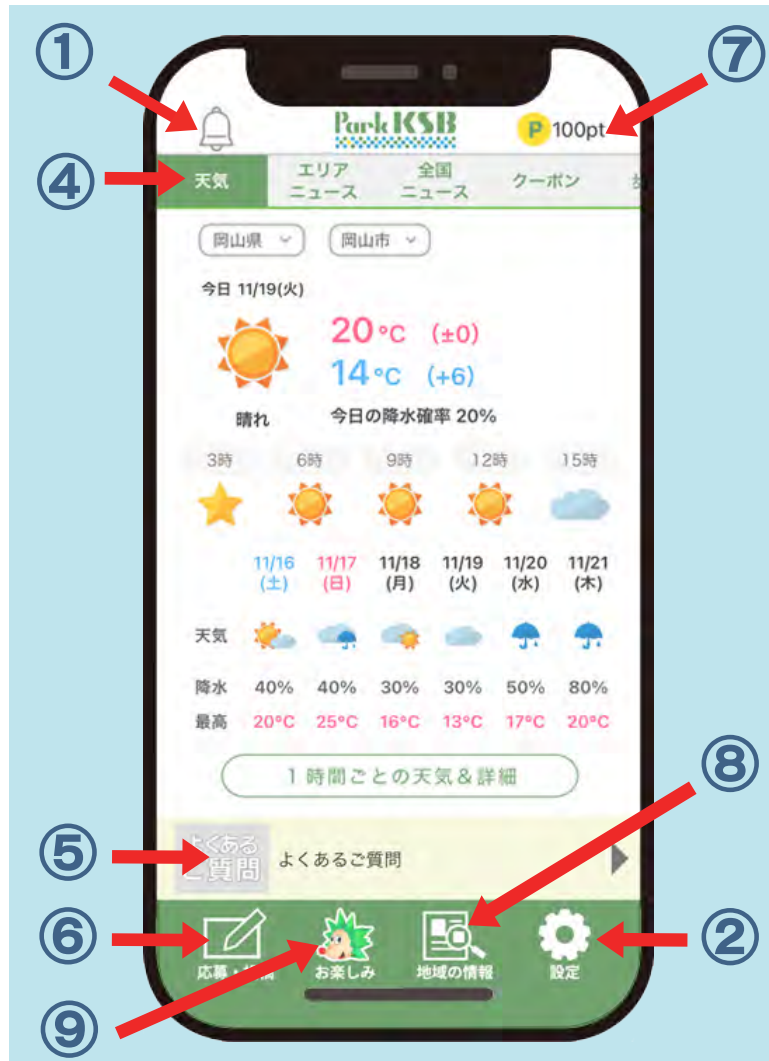 ①
⑦
Park KSB
P 100pt
④
天気
エリア
ニュース
全国
ニュース
クーポン
岡山県
岡山市
今日 11/19(火)
20℃ (±0)
14℃ (+6)
晴れ
今日の降水確率 20%
3時 6時 9時 12時 15時
11/16 11/17 11/18 11/19 11/20 11/21
(土) (日) (月) (火) (水) (木)
天気
降水 40% 40% 30% 30% 50% 80%
最高 20℃ 25℃ 16℃ 13℃ 17℃ 20℃
1時間ごとの天気&詳細
⑧
⑤
よくある
ご質問
よくあるご質問
⑥
応募・
お楽しみ
地域の情報
設定
②
⑨